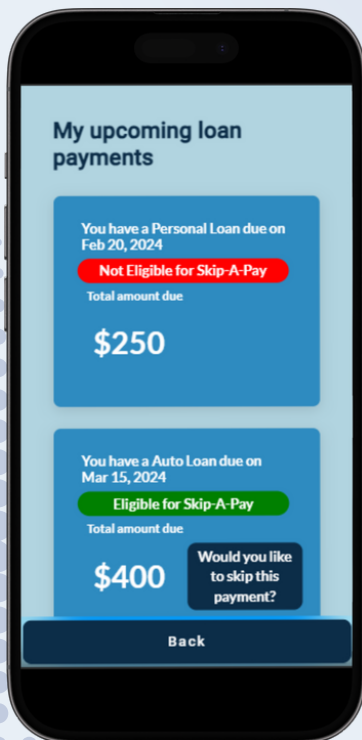 My upcoming loan
payments
You have a Personal Loan due on
Feb 20, 2024
Not Eligible for Skip-A-Pay
Total amount due
$250
You have a Auto Loan due on
Mar 15, 2024
Eligible for Skip-A-Pay
Total amount due
$400
Would you like
to skip this
payment?
Back